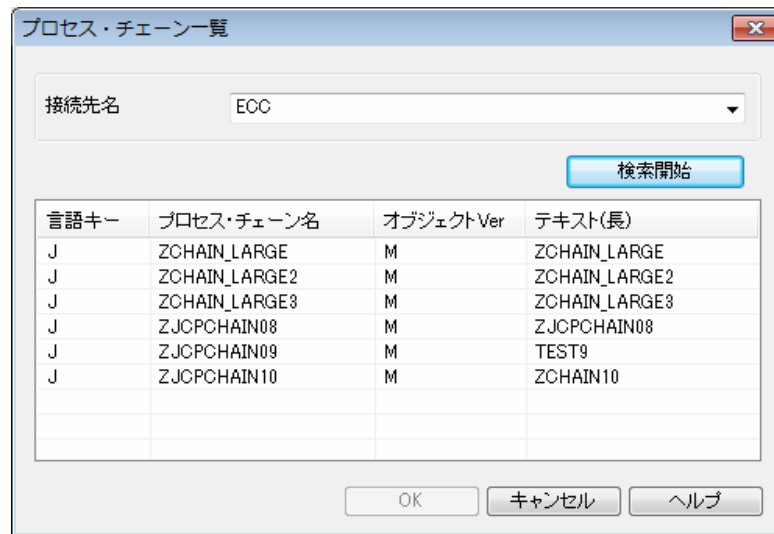 プロセス・チェーン一覧
接続先名 ECC
検索開始
言語キー プロセス・チェーン名 オブジェクトVer テキスト(長)
J ZCHAIN_LARGE M ZCHAIN_LARGE
J ZCHAIN_LARGE2 M ZCHAIN_LARGE2
J ZCHAIN_LARGE3 M ZCHAIN_LARGE3
J ZJCPCHAIN08 M ZJCPCHAIN08
J ZJCPCHAIN09 M TEST9
J ZJCPCHAIN10 M ZCHAIN10
OK キャンセル ヘルプ